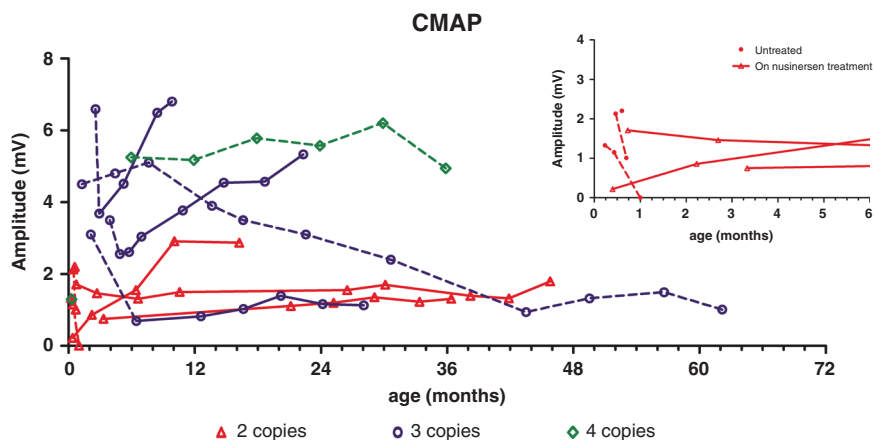 CMAP
8
6
4
2
0
Amplitude (mV)
0 12 24 36 48 60 72
age (months)
4
3
2
1
0
Amplitude (mV)
0 1 2 3 4 5 6
age (months)
Untreated
On nusinersen treatment
2 copies 3 copies 4 copies